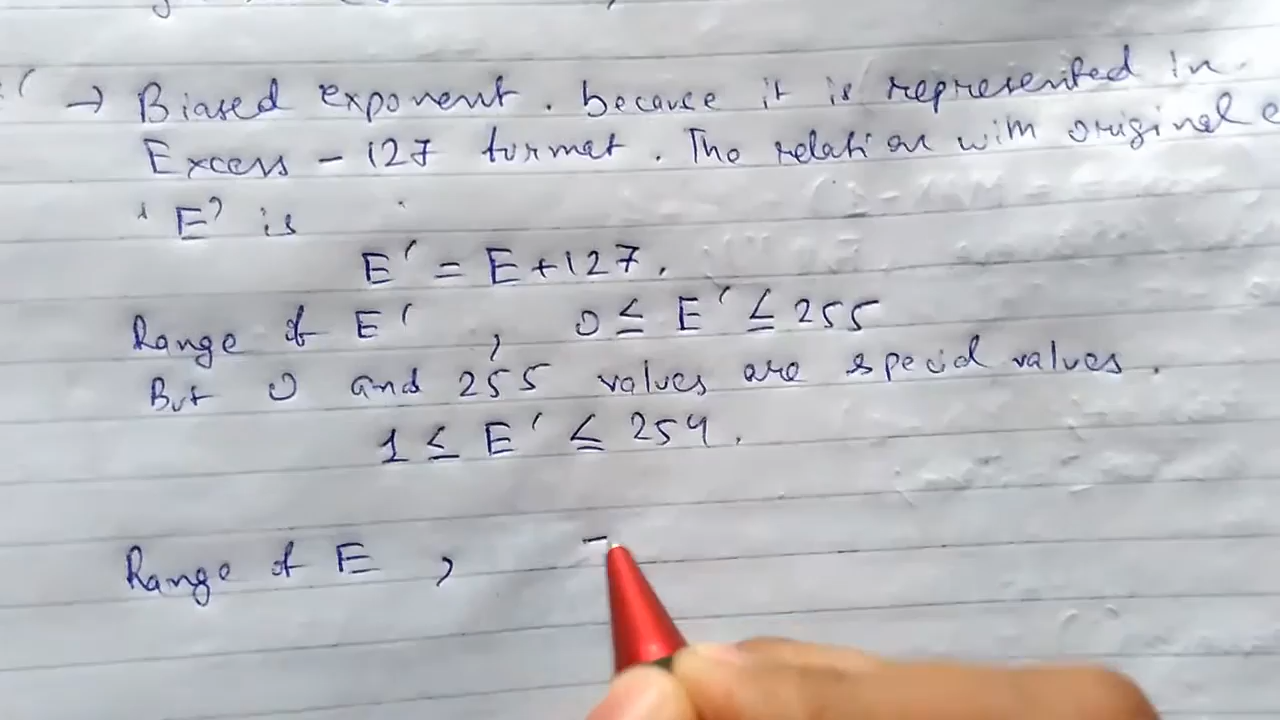 → Biased exponent. because it is represented in
Excess - 127 format. The relation with original e
'E' is
E' = E + 127.
Range of E' , 0 ≤ E' ≤ 255
But 0 and 255 values are special values.
1 ≤ E' ≤ 254.
Range of E , -